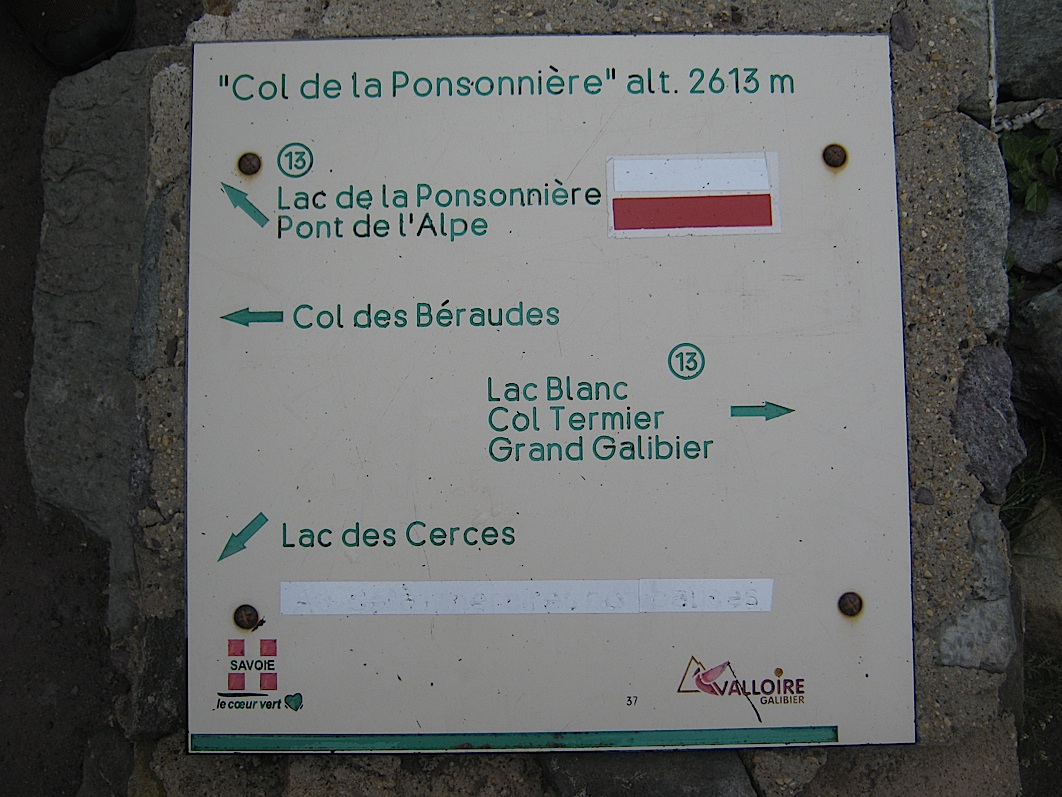 "Col de la Ponsonnière" alt. 2613 m
13
Lac de la Ponsonnière
Pont de l'Alpe
Col des Béraudes
13
Lac Blanc
Col Termier
Grand Galibier
Lac des Cerces
SAVOIE
le cœur vert
37
VALLOIRE
GALIBIER